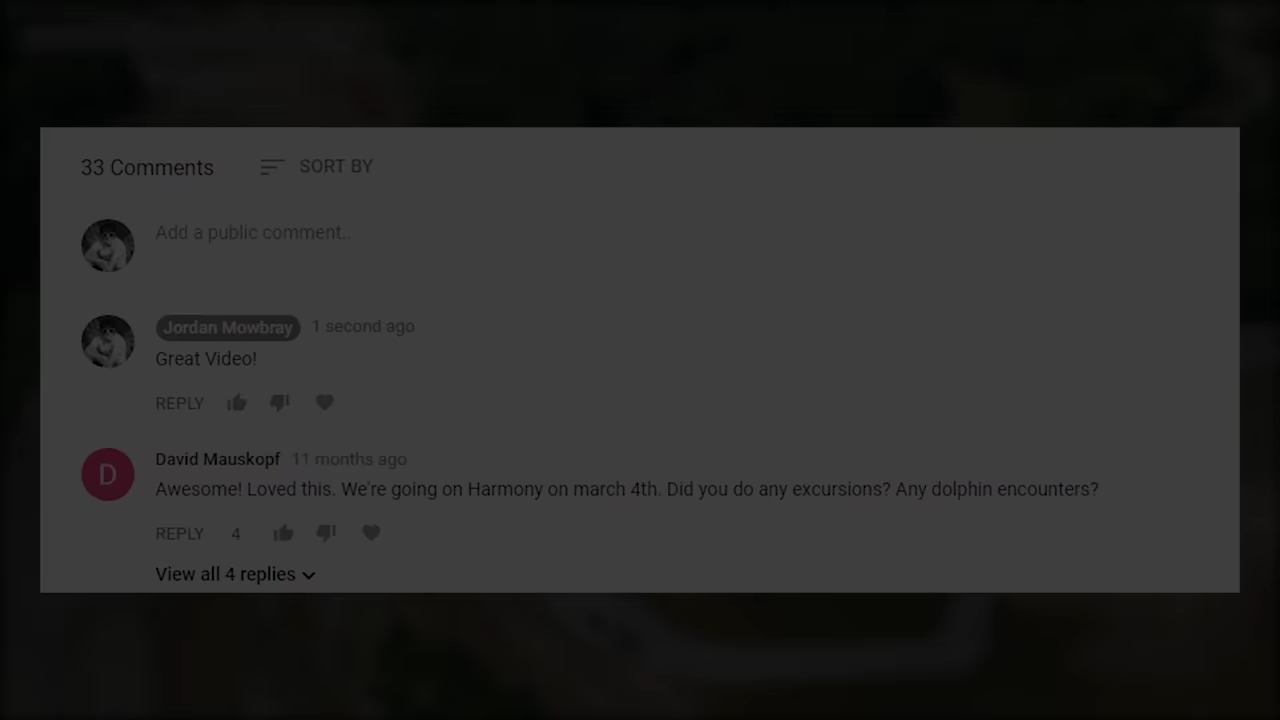 33 Comments SORT BY
Add a public comment..
Jordan Mowbray 1 second ago
Great Video!
REPLY
D David Mauskopf 11 months ago
Awesome! Loved this. We're going on Harmony on march 4th. Did you do any excursions? Any dolphin encounters?
REPLY 4
View all 4 replies